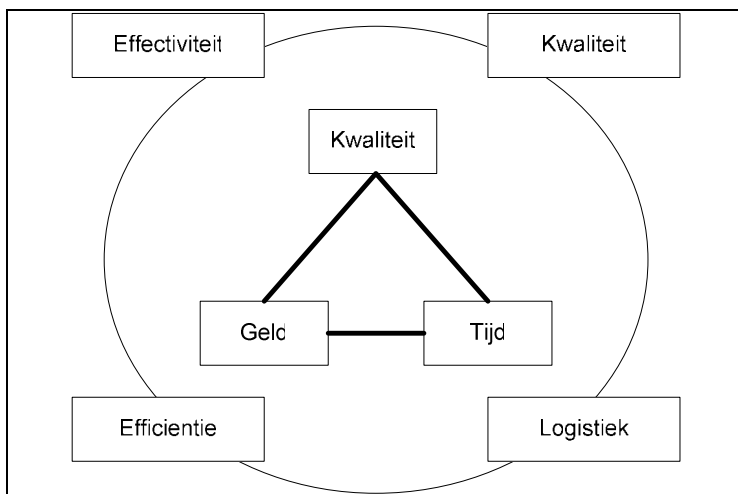 Effectiviteit
Kwaliteit
Kwaliteit
Geld
Tijd
Efficientie
Logistiek